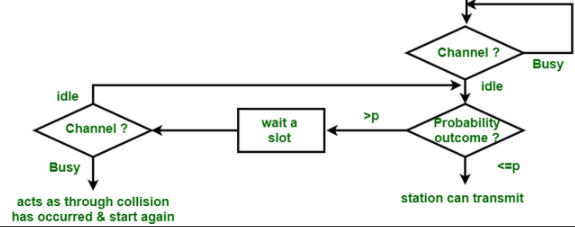 Channel ?
Busy
idle
idle
Channel ?
wait a
slot
>p
Probability
outcome ?
Busy
<=p
station can transmit
acts as through collision
has occurred & start again